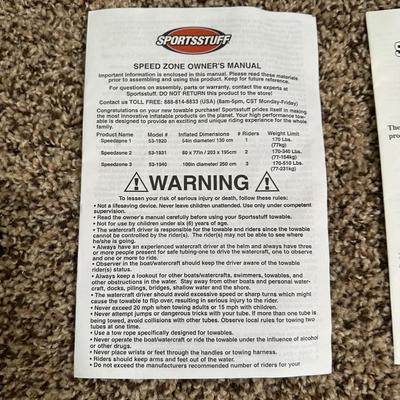 SPORTSSTUFF
SPEED ZONE OWNER'S MANUAL
Important information is enclosed in this manual. Please read these materials
prior to assembling and using this product. Keep for future reference.
For questions on assembly, parts or warranty, contact the experts at
Sportsstuff. DO NOT RETURN this product to the store!
Contact us TOLL FREE: 888-814-8833 (USA) (8am-5pm, CST Monday-Friday)
Congratulations on your new towable purchase! Sportsstuff prides itself in making
the most innovative inflatable products on the planet. Your high performance tow-
able is designed to provide an exciting and unique riding experience for the whole
family.
Product Name Model # Inflated Dimensions # Riders Weight Limit
Speedzone 1 53-1920 54in diameter 130 cm 1 170 Lbs.
(77kg)
Speedzone 2 53-1931 80 x 77in / 203 x 195cm 2 170-340 Lbs
(77-154kg)
Speedzone 3 53-1940 100in diameter/ 250 cm 3 170-510 Lbs
(77-231kg)
WARNING
To lessen your risk of serious injury or death, follow these rules:
• Not a lifesaving device. Never leave children unattended. Use only under competent
supervision.
• Read the owner's manual carefully before using your Sportsstuff towable.
• Not for use by children under six (6) years of age.
• The watercraft driver is responsible for the towable and riders since the towable
cannot be controlled by the rider(s). The rider(s) may not be able to see where
he/she is going.
• Always have an experienced watercraft driver at the helm and always have three
or more people present for safe tubing-one to drive the watercraft, one to observe
and one or more to ride.
• Observer in the boat/watercraft should keep the driver aware of the towable
rider(s) status.
• Always keep a lookout for other boats/watercrafts, swimmers, towables, and
other obstructions in the water. Stay away from other boats and personal water-
craft, docks, pilings, bridges, shallow water and the shore.
• The watercraft driver should avoid excessive speed or sharp turns which might
cause the towable to flip over, resulting in serious injury to the rider.
• Never exceed 20 mph when towing adults or 15 mph with children.
• Never attempt jumps or dangerous tricks with your tube. If more than one tube is
being towed, avoid collisions with other tubes. Observe local rules for towing two
tubes at one time.
• Use a tow rope specifically designed for towables.
• Never operate the boat/watercraft or ride the towable under the influence of alcohol
or other drugs.
• Never place wrists or feet through the handles or towing harness.
• Riders should keep arms and feet out of the water.
• Do not exceed the manufacturers recommended number of riders for your
The
pro